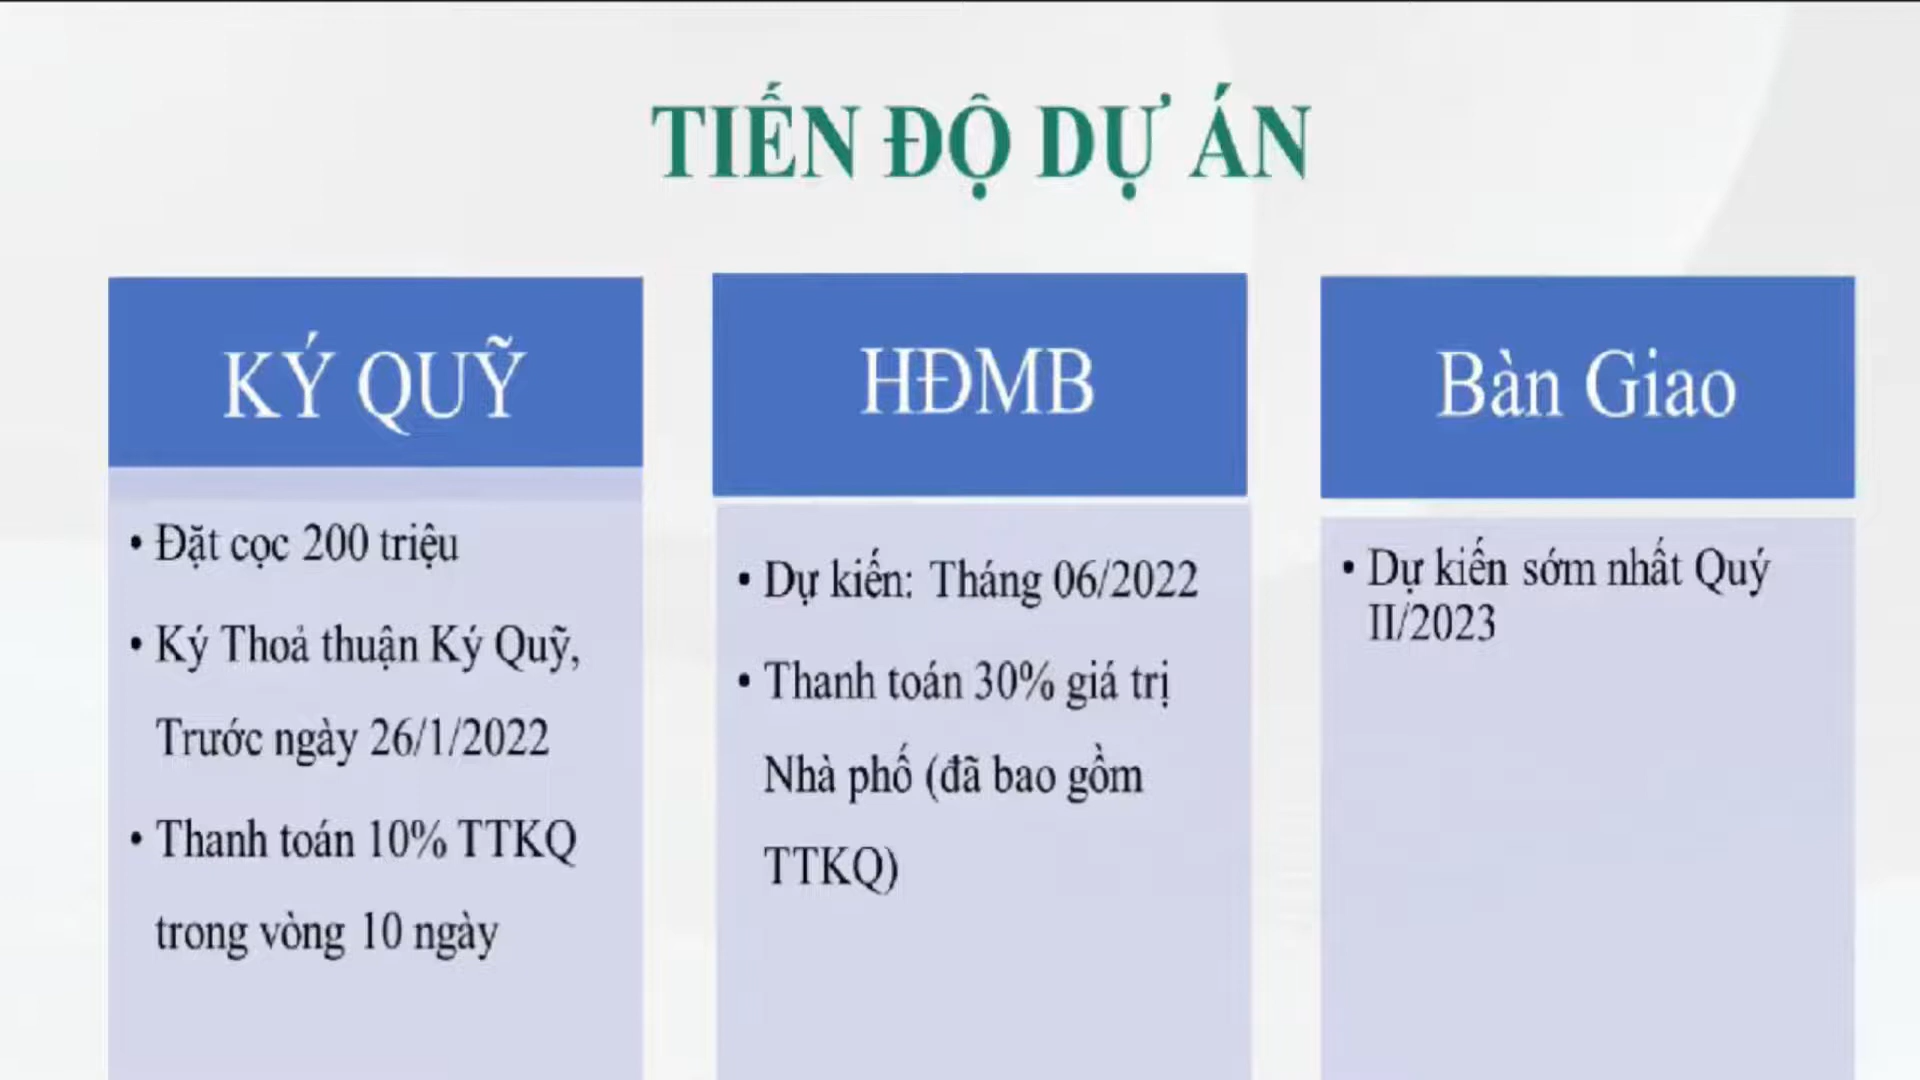 TIẾN ĐỘ DỰ ÁN
KÝ QUỸ
• Đặt cọc 200 triệu
• Ký Thoả thuận Ký Quỹ,
Trước ngày 26/1/2022
• Thanh toán 10% TTKQ
trong vòng 10 ngày
HĐMB
• Dự kiến: Tháng 06/2022
• Thanh toán 30% giá trị
Nhà phố (đã bao gồm
TTKQ)
Bàn Giao
• Dự kiến sớm nhất Quý
II/2023